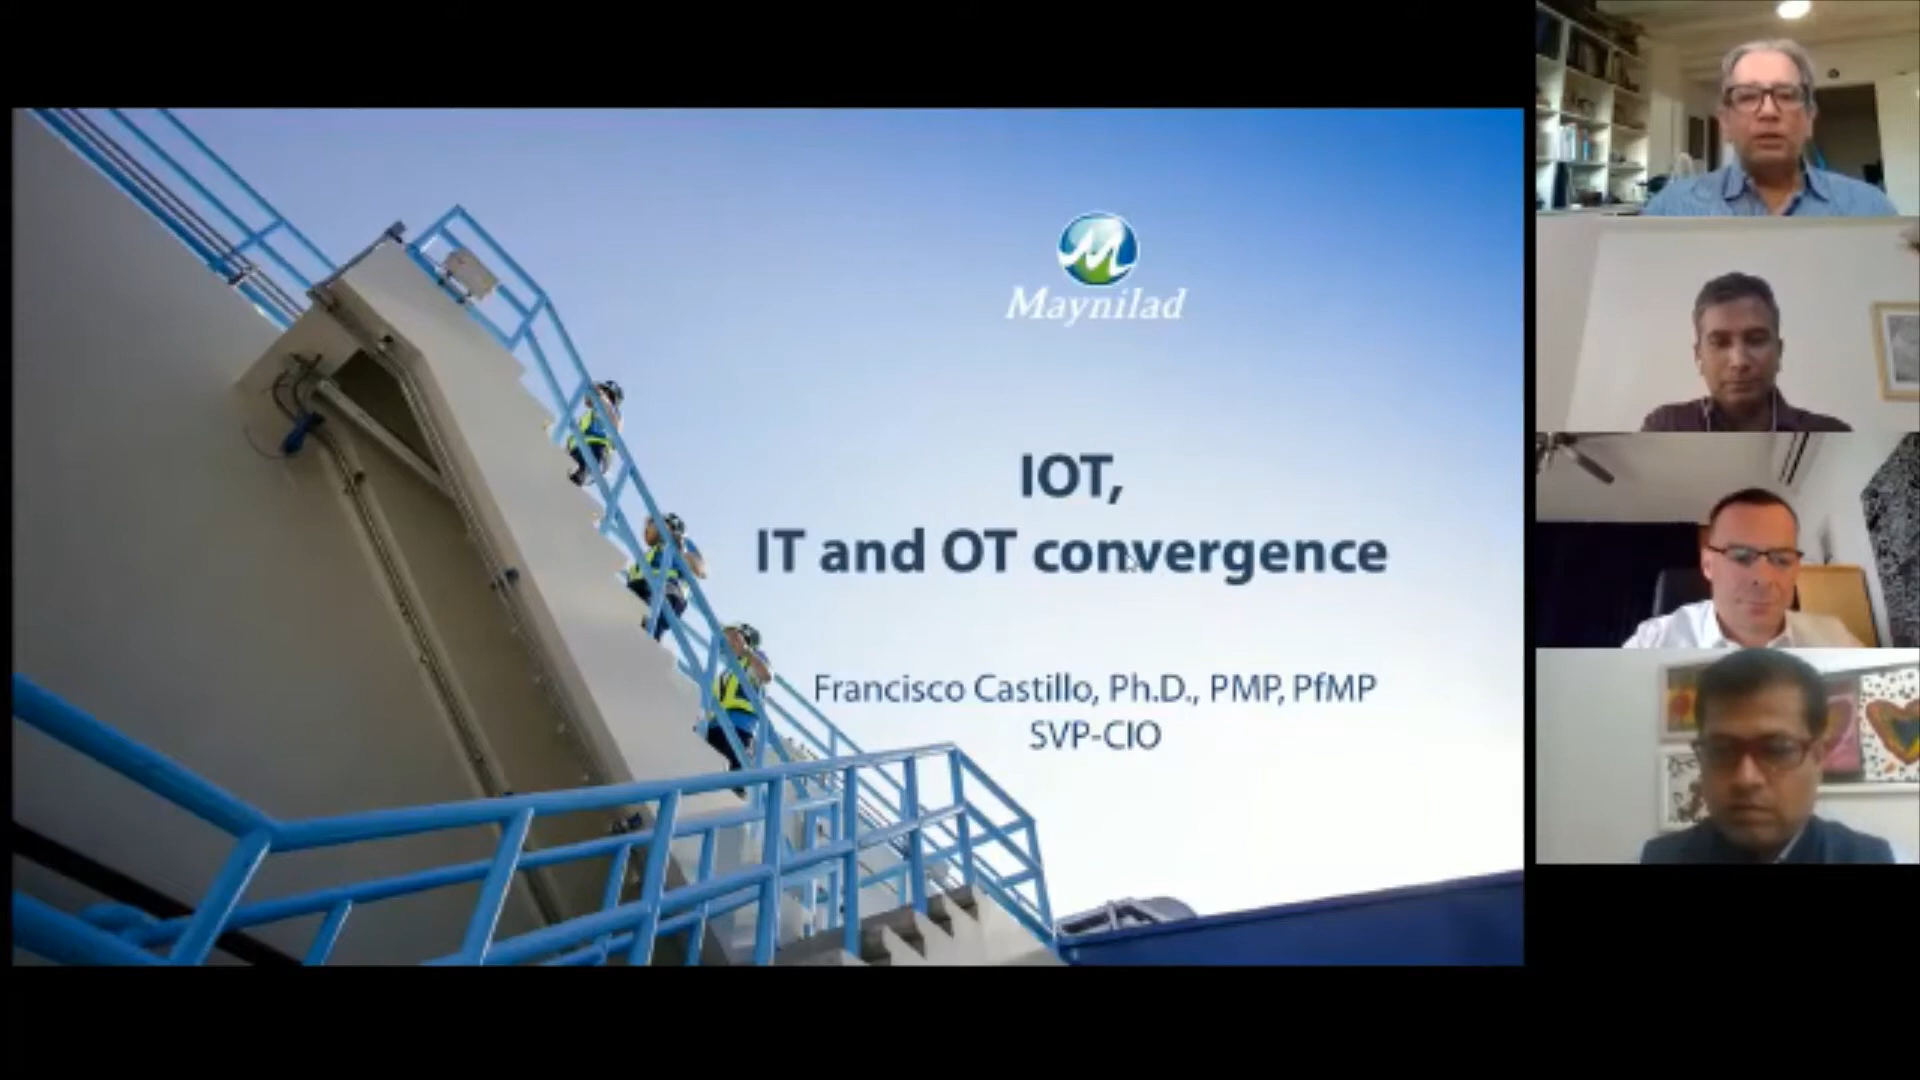 Maynilad
IOT,
IT and OT convergence
Francisco Castillo, Ph.D., PMP, PfMP
SVP-CIO